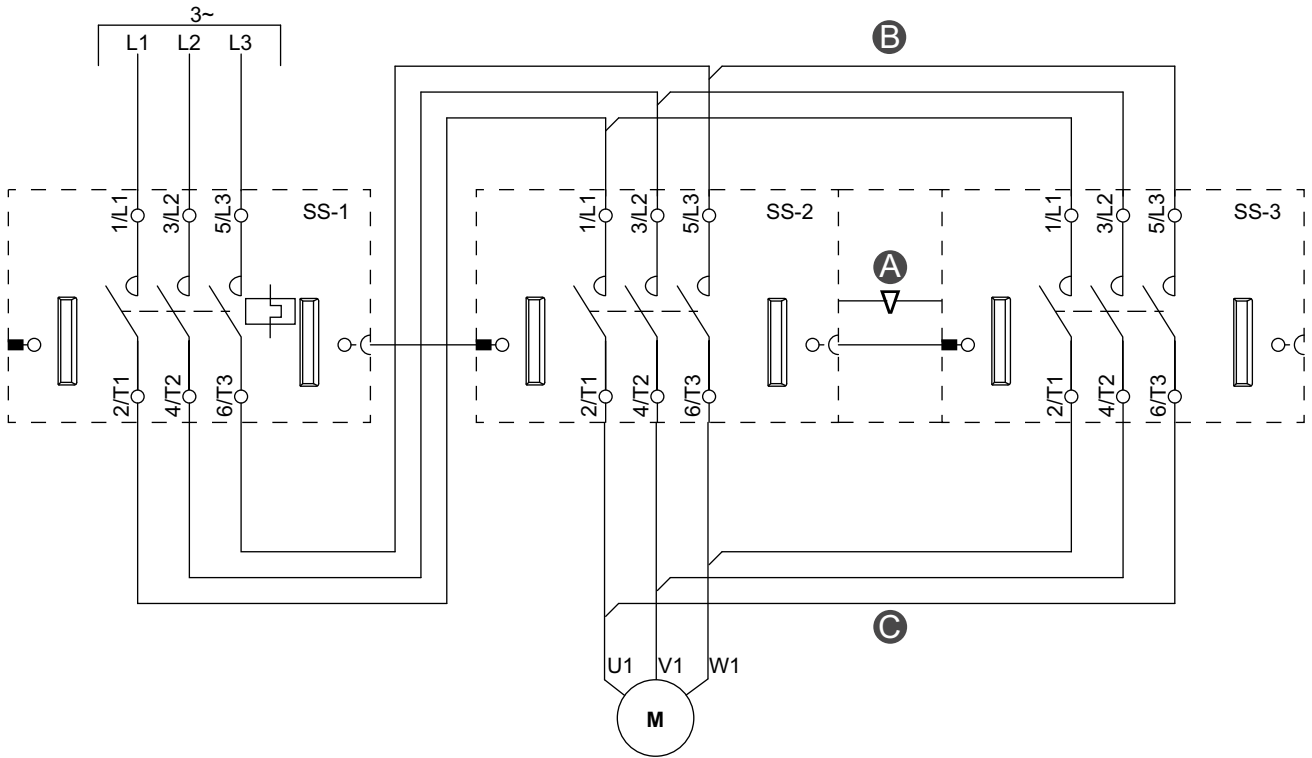 3~
L1 L2 L3
B
1/L1 3/L2 5/L3 SS-1
1/L1 3/L2 5/L3 SS-2
1/L1 3/L2 5/L3 SS-3
A
2/T1 4/T2 6/T3
2/T1 4/T2 6/T3
2/T1 4/T2 6/T3
C
U1 V1 W1
M